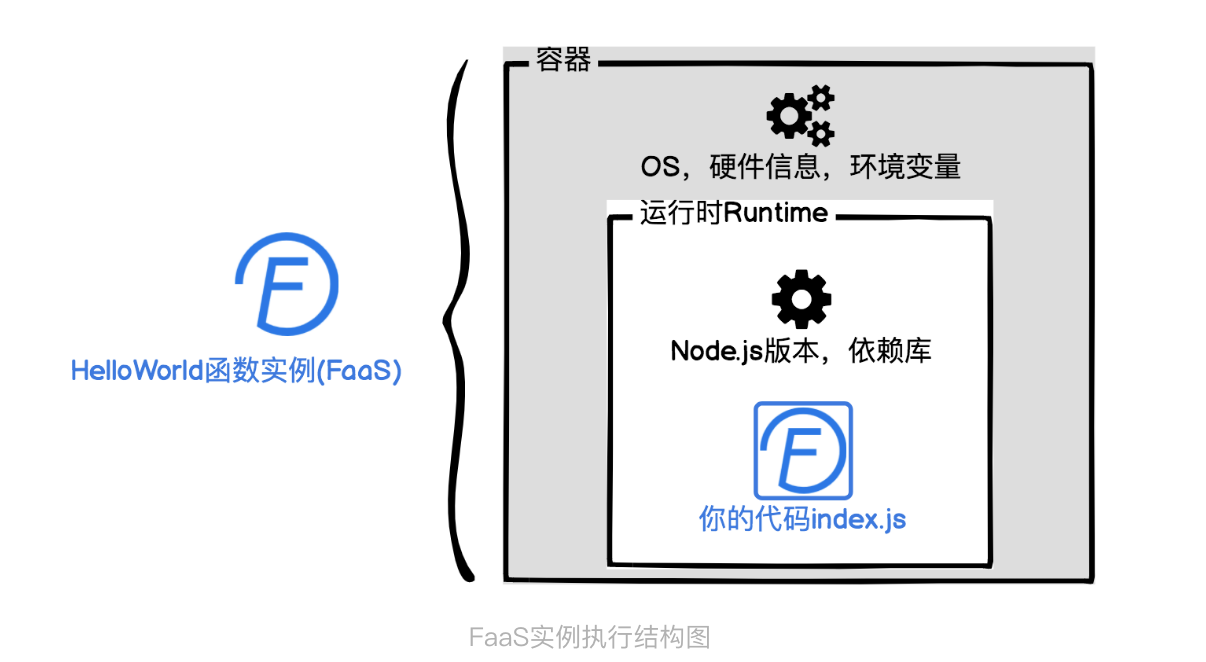 容器
OS，硬件信息，环境变量
运行时Runtime
HelloWorld函数实例(FaaS)
Node.js版本，依赖库
你的代码index.js
FaaS实例执行结构图